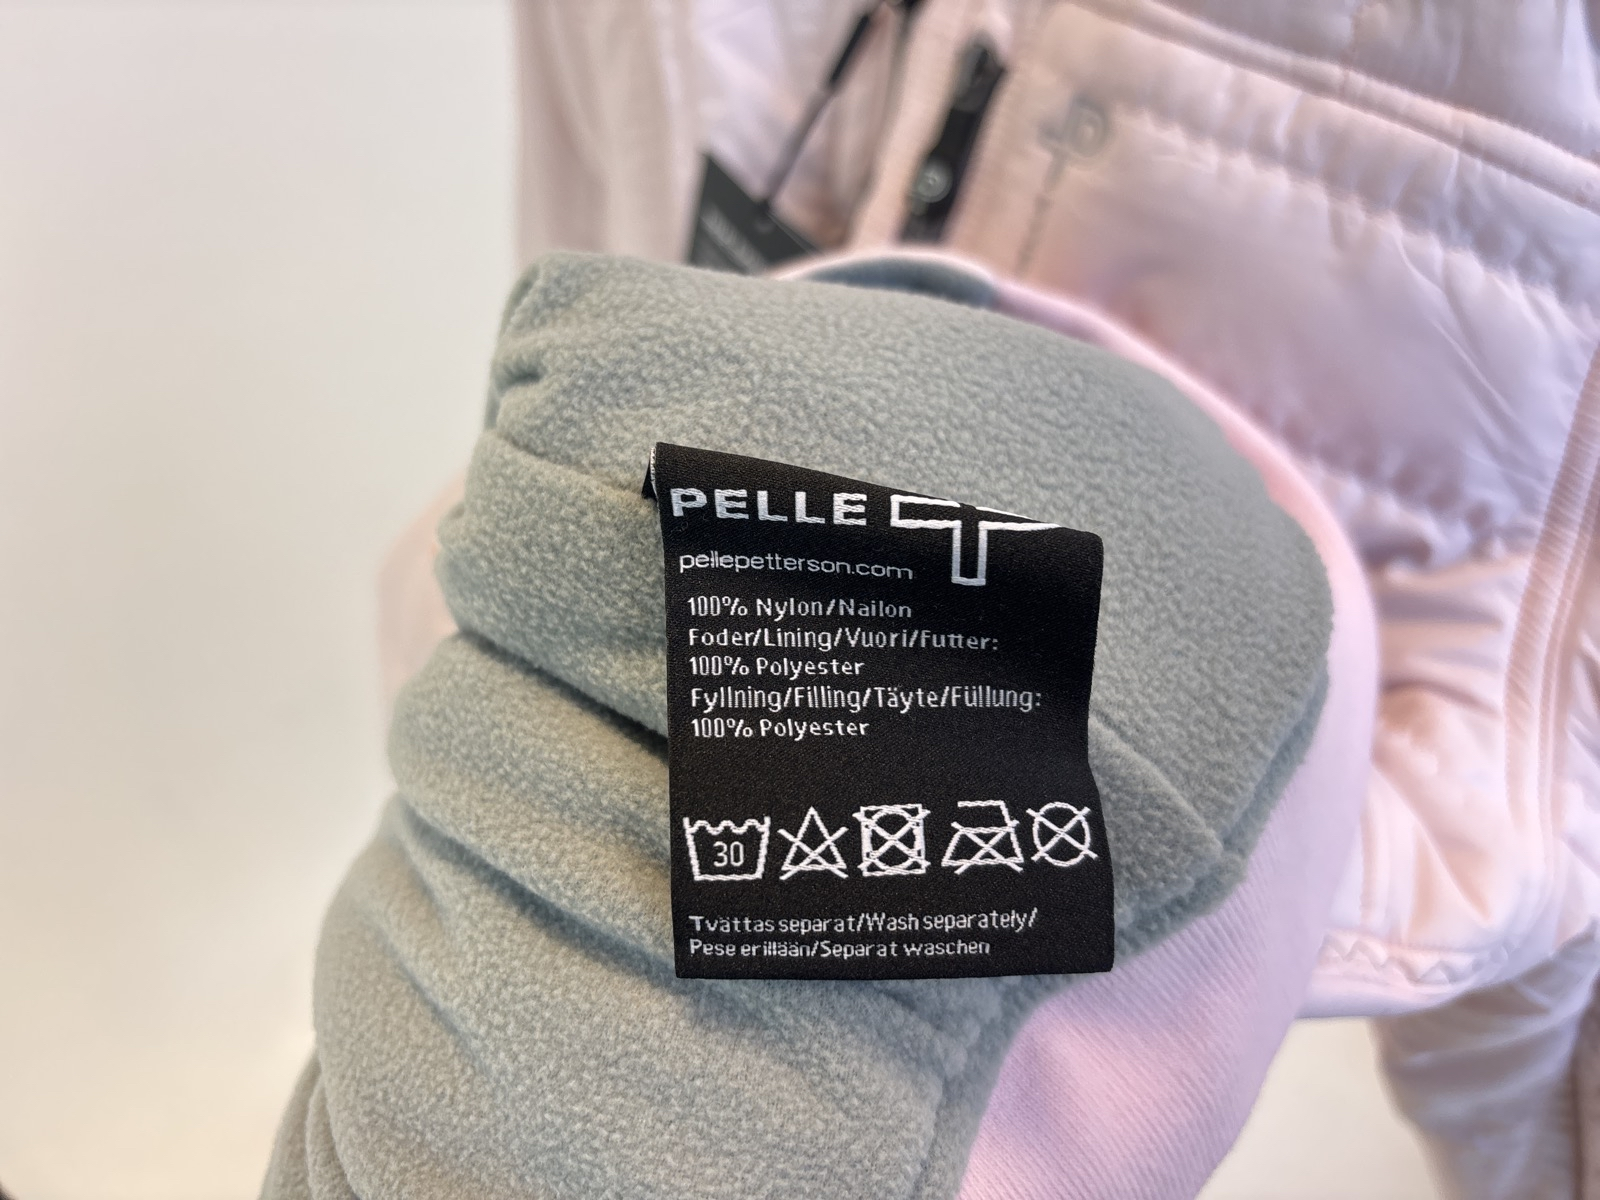 PELLE P
pellepetterson.com
100% Nylon/Nailon
Foder/Lining/Vuori/Futter:
100% Polyester
Fyllning/Filling/Täyte/Füllung:
100% Polyester
30
Tvättas separat/Wash separately/
Pese erillään/Separat waschen